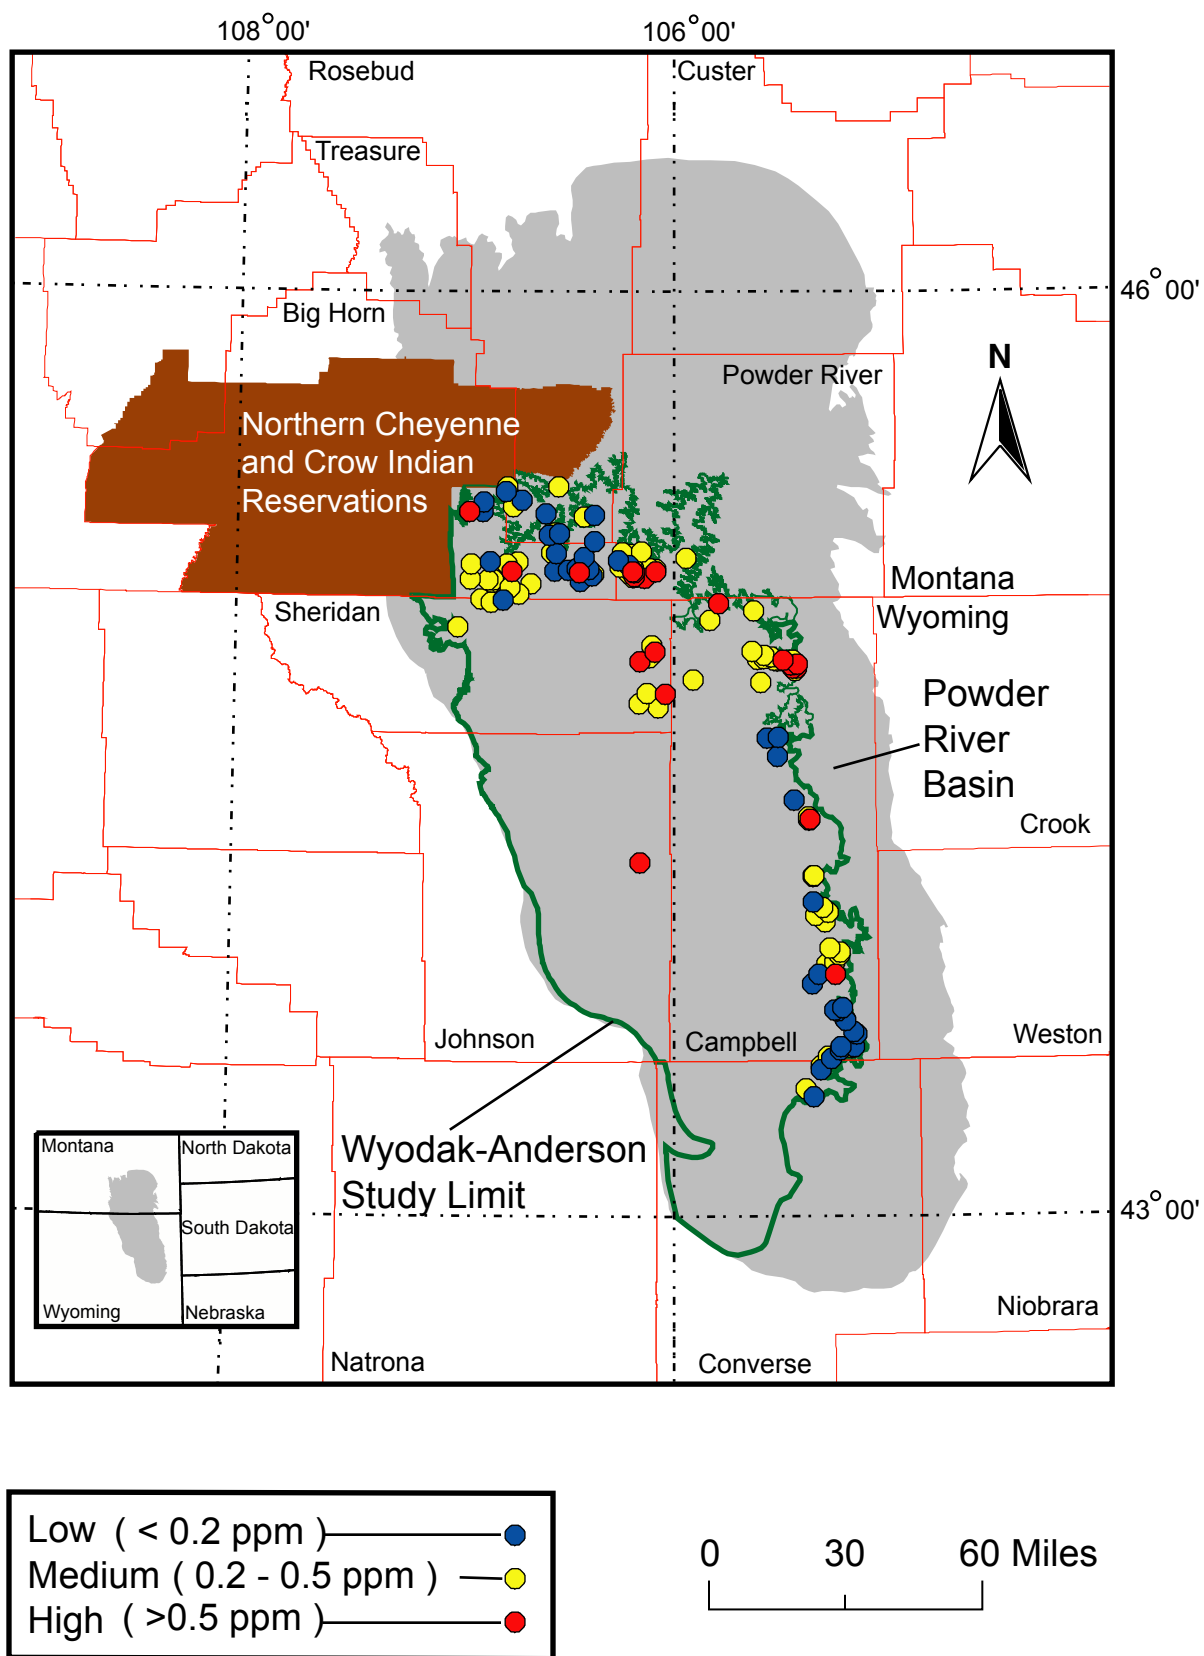 108°00'
106°00'
Rosebud
Custer
Treasure
46° 00'
Big Horn
N
Powder River
Northern Cheyenne
and Crow Indian
Reservations
Montana
Sheridan
Wyoming
Powder
River
Basin
Crook
Johnson
Campbell
Weston
Wyodak-Anderson
Study Limit
Montana
North Dakota
South Dakota
Wyoming
Nebraska
43° 00'
Niobrara
Natrona
Converse
Low ( < 0.2 ppm )
Medium ( 0.2 - 0.5 ppm )
High ( >0.5 ppm )
0 30 60 Miles